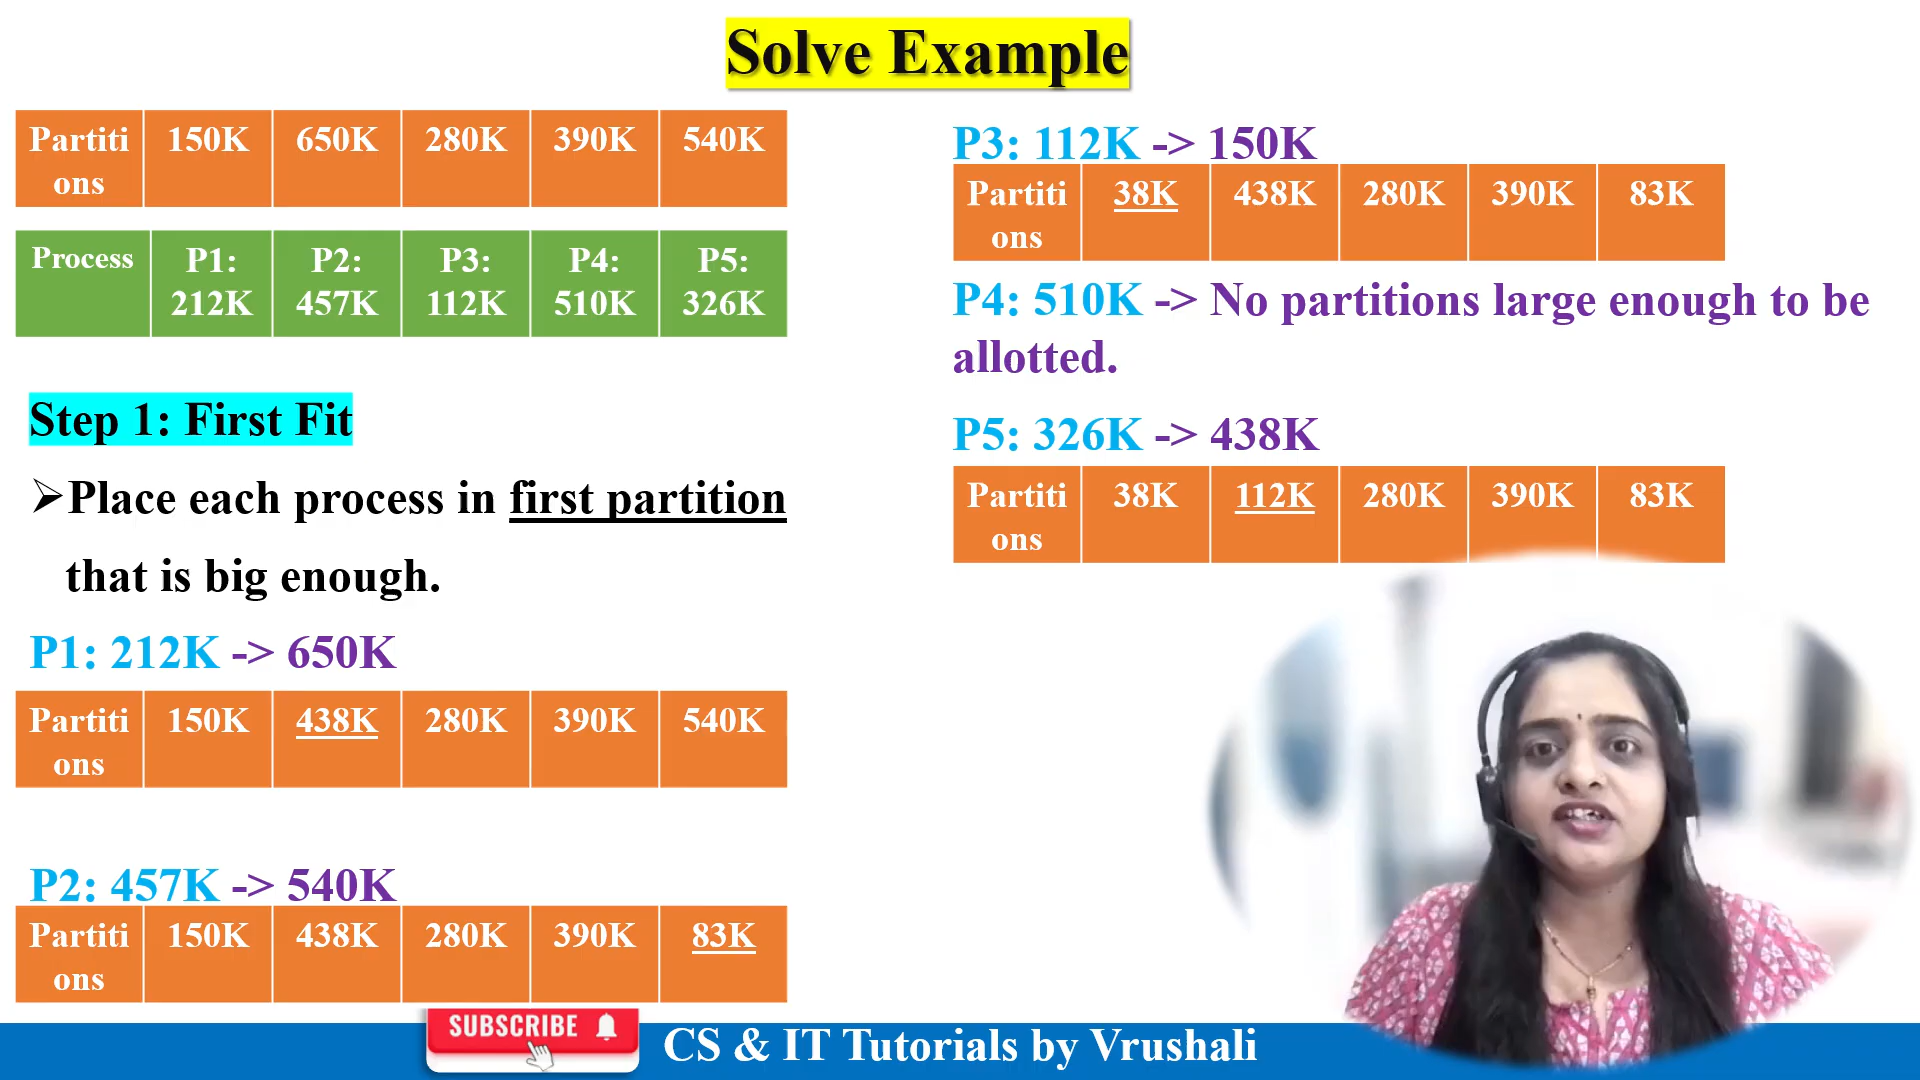 Solve Example
Partiti 150K 650K 280K 390K 540K
ons
Process P1: P2: P3: P4: P5:
212K 457K 112K 510K 326K
Step 1: First Fit
➢Place each process in first partition
that is big enough.
P1: 212K -> 650K
Partiti 150K 438K 280K 390K 540K
ons
P2: 457K -> 540K
Partiti 150K 438K 280K 390K 83K
ons
P3: 112K -> 150K
Partiti 38K 438K 280K 390K 83K
ons
P4: 510K -> No partitions large enough to be
allotted.
P5: 326K -> 438K
Partiti 38K 112K 280K 390K 83K
ons
SUBSCRIBE
CS & IT Tutorials by Vrushali